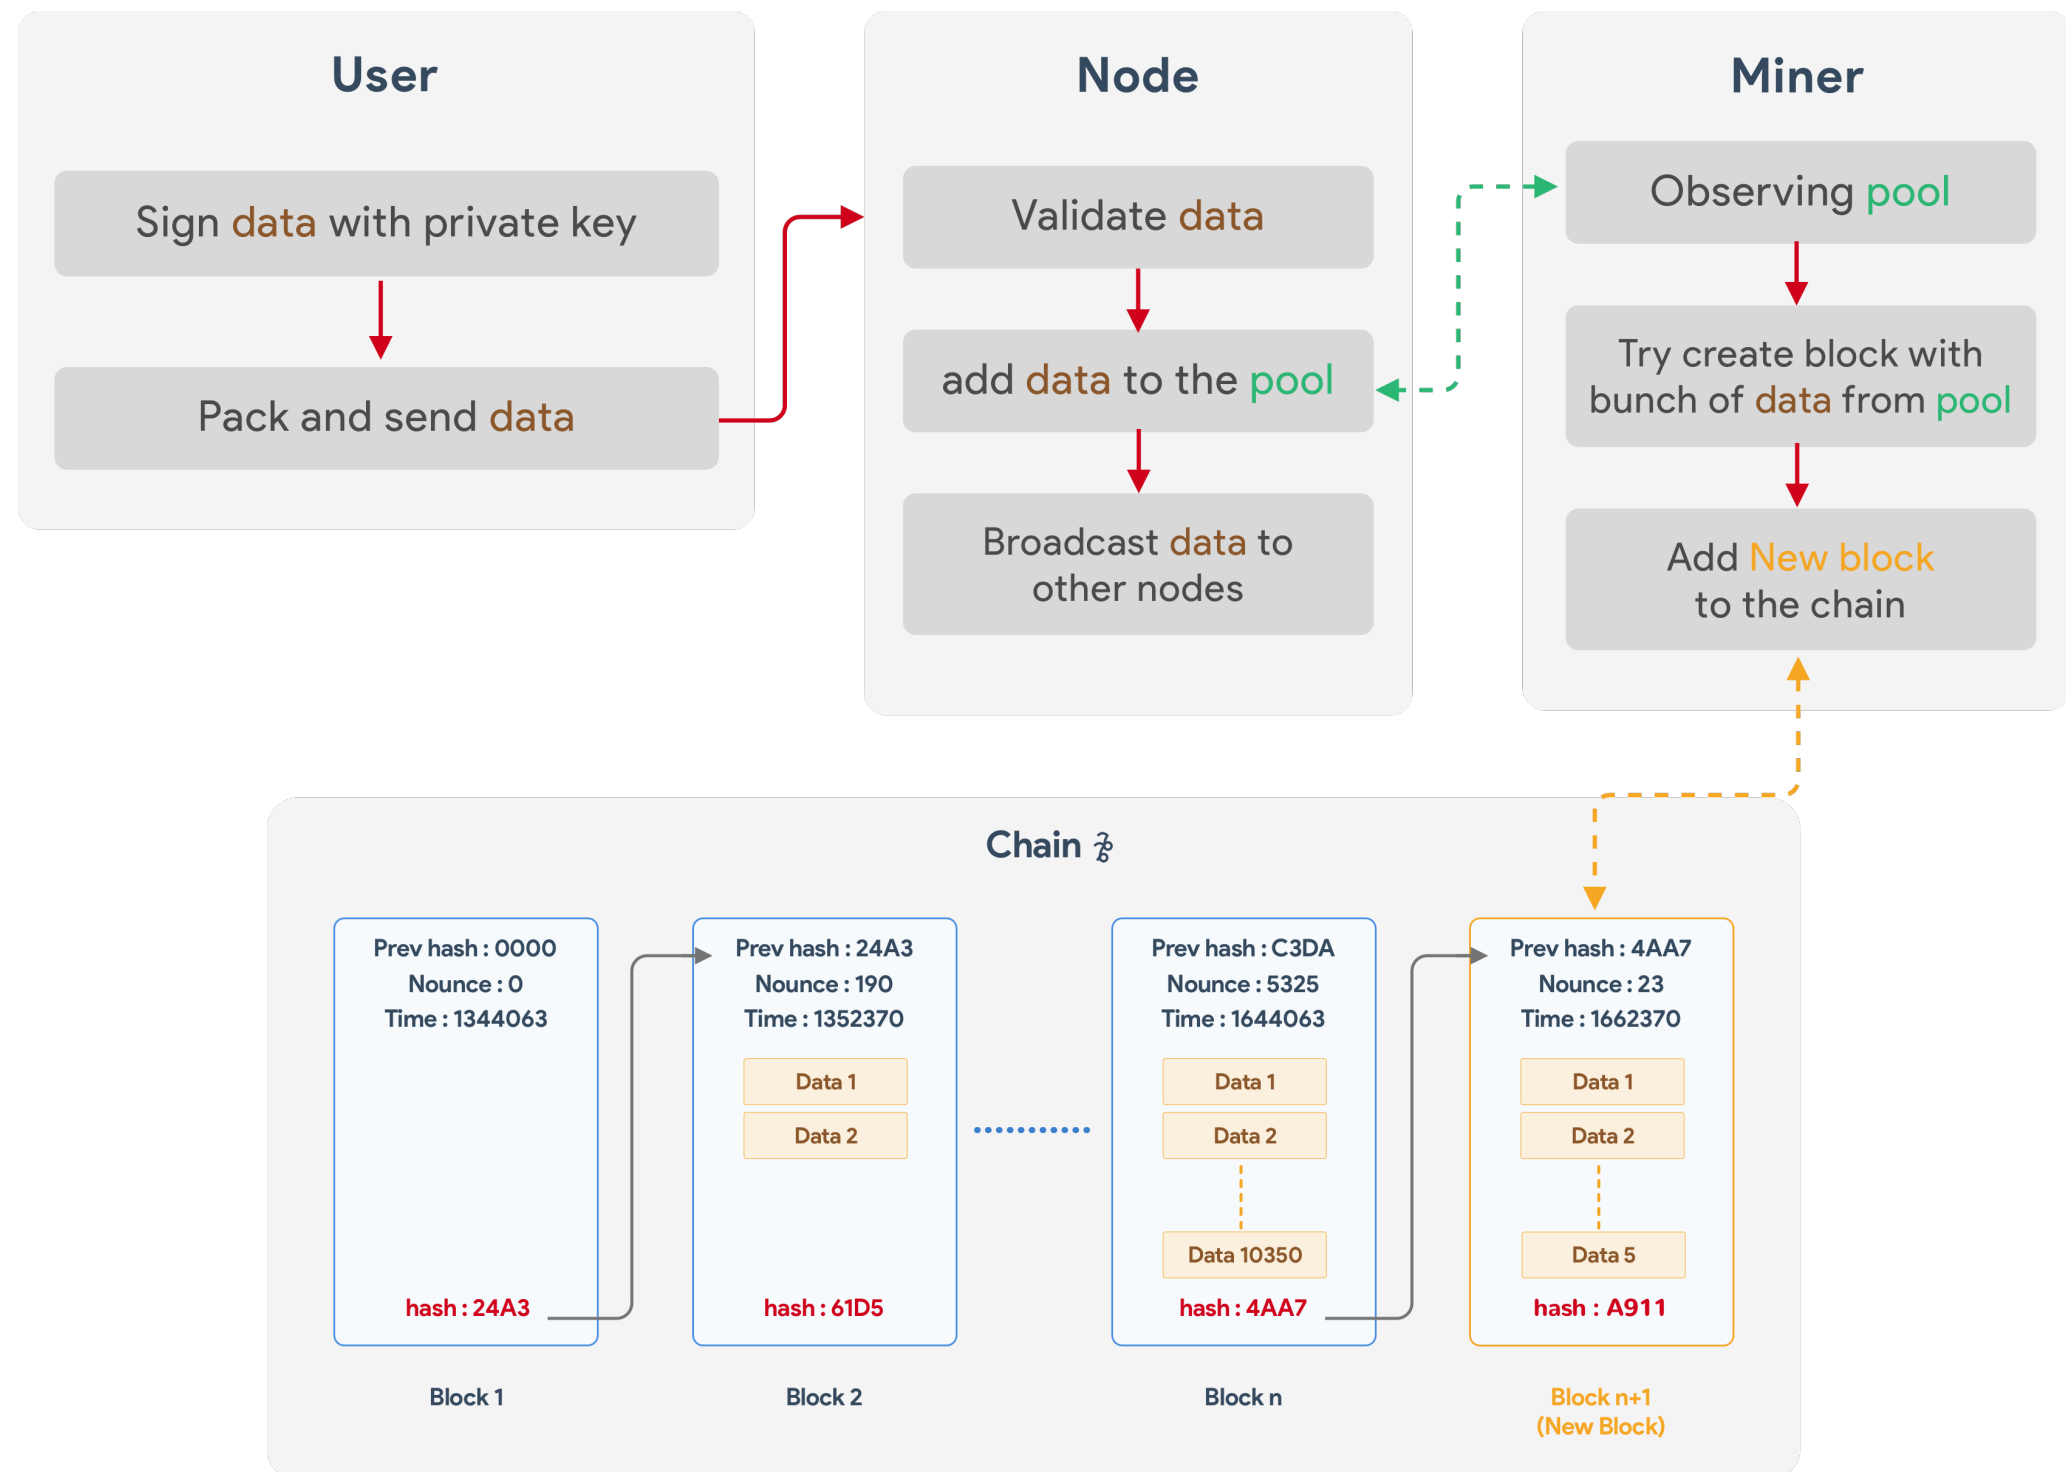 User
Sign data with private key
Pack and send data
Node
Validate data
add data to the pool
Broadcast data to
other nodes
Miner
Observing pool
Try create block with
bunch of data from pool
Add New block
to the chain
Chain
Prev hash : 0000
Nounce : 0
Time : 1344063
hash : 24A3
Block 1
Prev hash : 24A3
Nounce : 190
Time : 1352370
Data 1
Data 2
hash : 61D5
Block 2
Prev hash : C3DA
Nounce : 5325
Time : 1644063
Data 1
Data 2
Data 10350
hash : 4AA7
Block n
Prev hash : 4AA7
Nounce : 23
Time : 1662370
Data 1
Data 2
Data 5
hash : A911
Block n+1
(New Block)